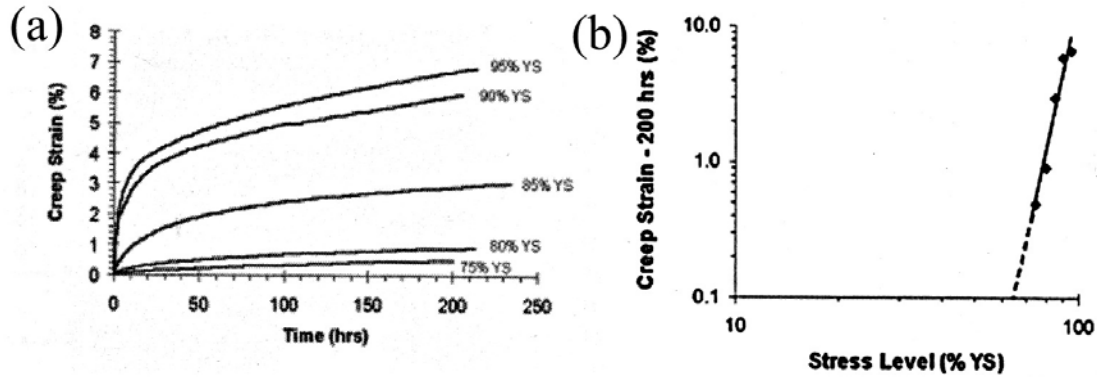 (a)
8
7
6
5
4
3
2
1
0
Creep Strain (%)
95% YS
90% YS
85% YS
80% YS
75% YS
0 50 100 150 200 250
Time (hrs)
(b)
10.0
1.0
0.1
Creep Strain - 200 hrs (%)
10 100
Stress Level (% YS)